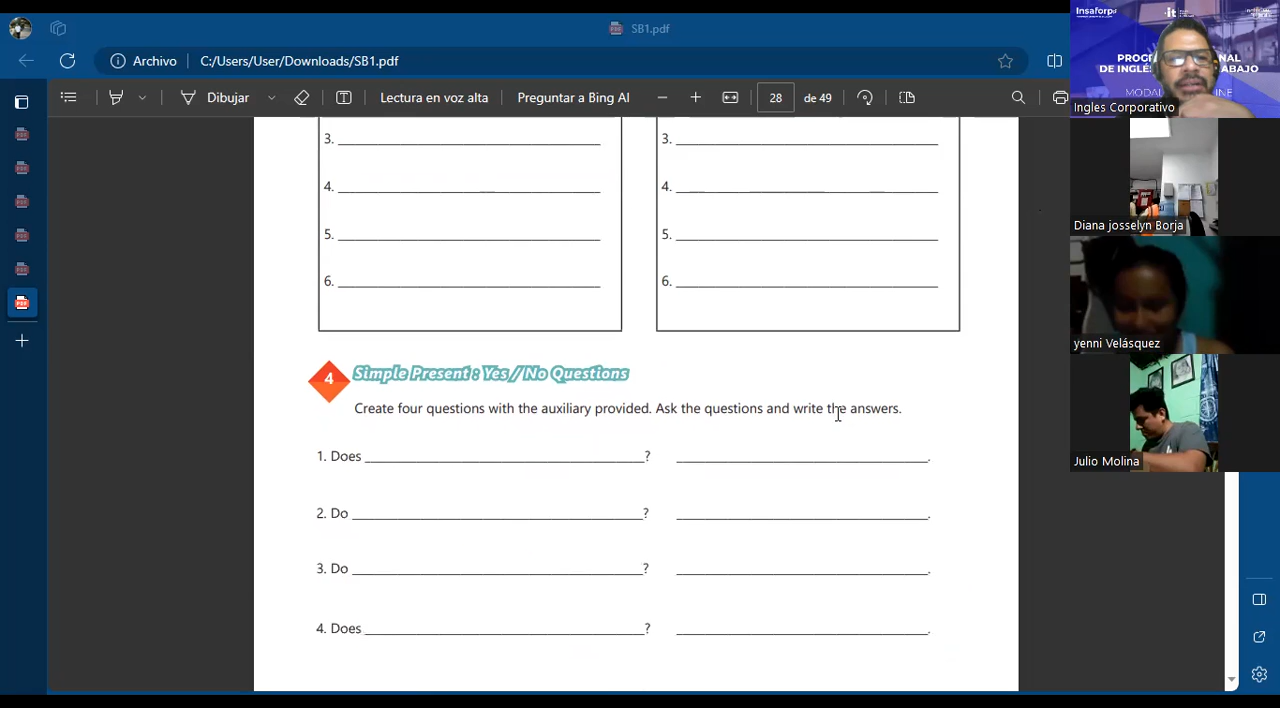 SB1.pdf
Archivo
C:/Users/User/Downloads/SB1.pdf
Dibujar
Lectura en voz alta
Preguntar a Bing AI
28
de 49
3. 3.
4. 4.
5. 5.
6. 6.
4
Simple Present : Yes / No Questions
Create four questions with the auxiliary provided. Ask the questions and write the answers.
1. Does ? .
2. Do ? .
3. Do ? .
4. Does ? .
Insaforp
it
Ingles Corporativo
Diana josselyn Borja
yenni Velásquez
Julio Molina